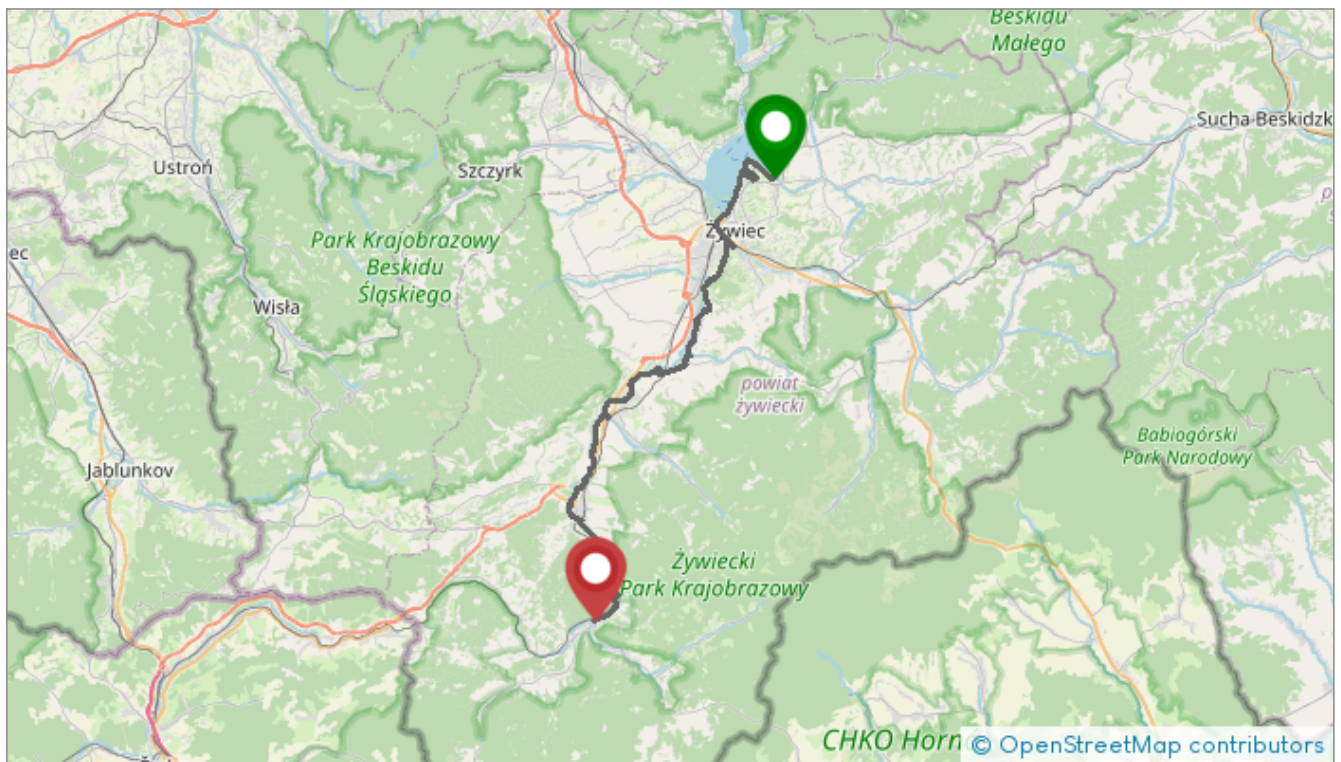 Beskidu
Małego
Sucha Beskidzk
Ustroń
Szczyrk
Żywiec
Park Krajobrazowy
Beskidu
Śląskiego
ec
Wisła
powiat
żywiecki
Babiogórski
Park Narodowy
Jabłunkov
Żywiecki
Park Krajobrazowy
CHKO Horn
© OpenStreetMap contributors